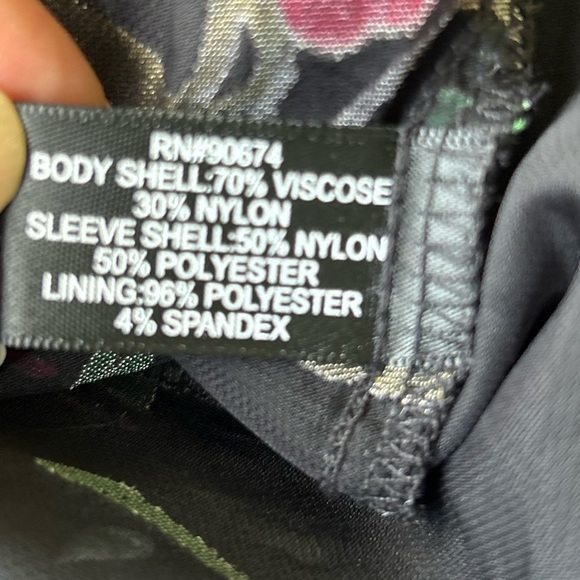 RN#90674
BODY SHELL:70% VISCOSE
30% NYLON
SLEEVE SHELL:50% NYLON
50% POLYESTER
LINING:96% POLYESTER
4% SPANDEX